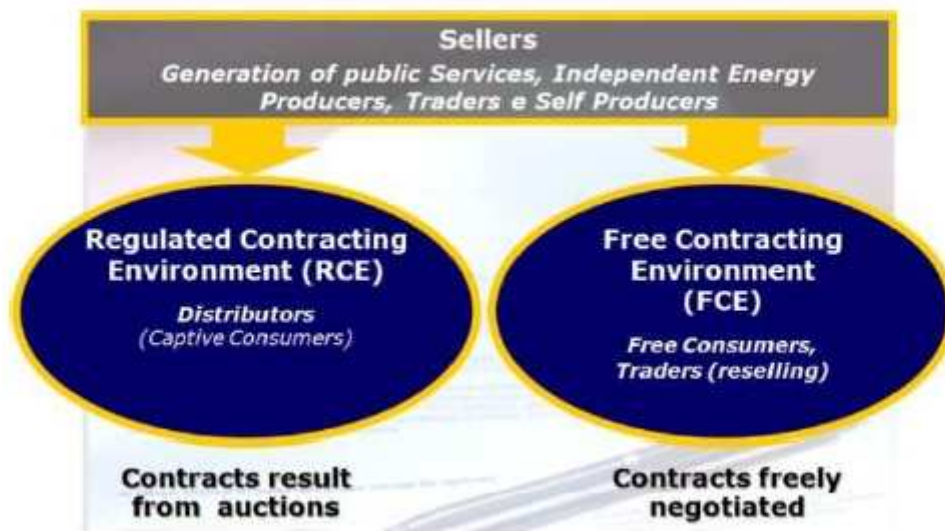 Sellers
Generation of public Services, Independent Energy
Producers, Traders e Self Producers
Regulated Contracting
Environment (RCE)
Distributors
(Captive Consumers)
Free Contracting
Environment
(FCE)
Free Consumers,
Traders (reselling)
Contracts result
from auctions
Contracts freely
negotiated